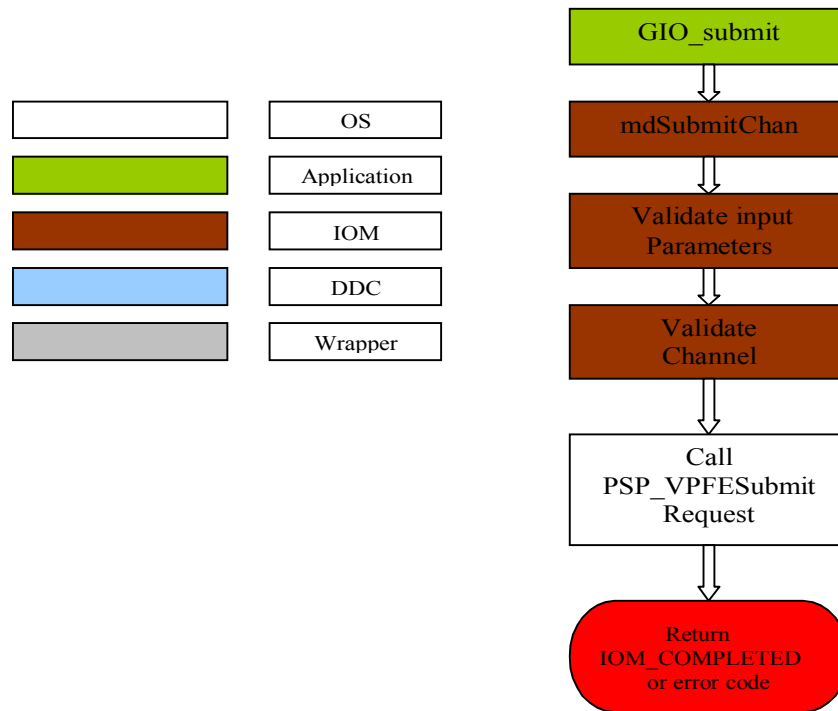 OS
Application
IOM
DDC
Wrapper
GIO_submit
mdSubmitChan
Validate input
Parameters
Validate
Channel
Call
PSP_VPFESubmit
Request
Return
IOM_COMPLETED
or error code